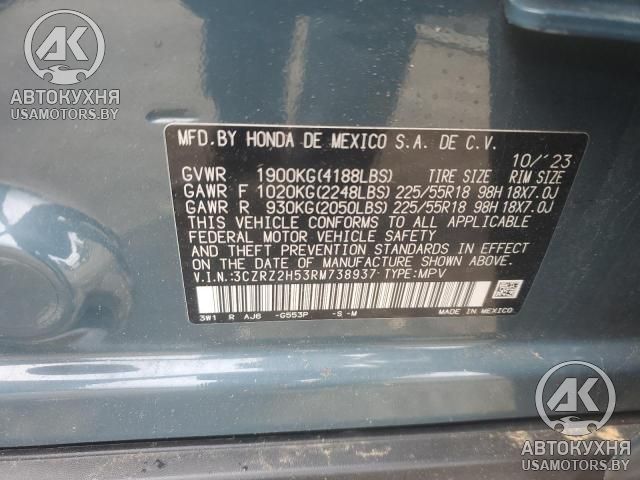 AK
АВТОКУХНЯ
USAMOTORS.BY
MFD.BY HONDA DE MEXICO S.A. DE C.V.
10/'23
GVWR 1900KG(4188LBS) TIRE SIZE RIM SIZE
GAWR F 1020KG(2248LBS) 225/55R18 98H 18X7.0J
GAWR R 930KG(2050LBS) 225/55R18 98H 18X7.0J
THIS VEHICLE CONFORMS TO ALL APPLICABLE
FEDERAL MOTOR VEHICLE SAFETY
AND THEFT PREVENTION STANDARDS IN EFFECT
ON THE DATE OF MANUFACTURE SHOWN ABOVE.
V.I.N.:3CZRZ2H53RM738937 TYPE:MPV
3W1 R AJ6 -G553P -S-M
MADE IN MEXICO
AK
АВТОКУХНЯ
USAMOTORS.BY